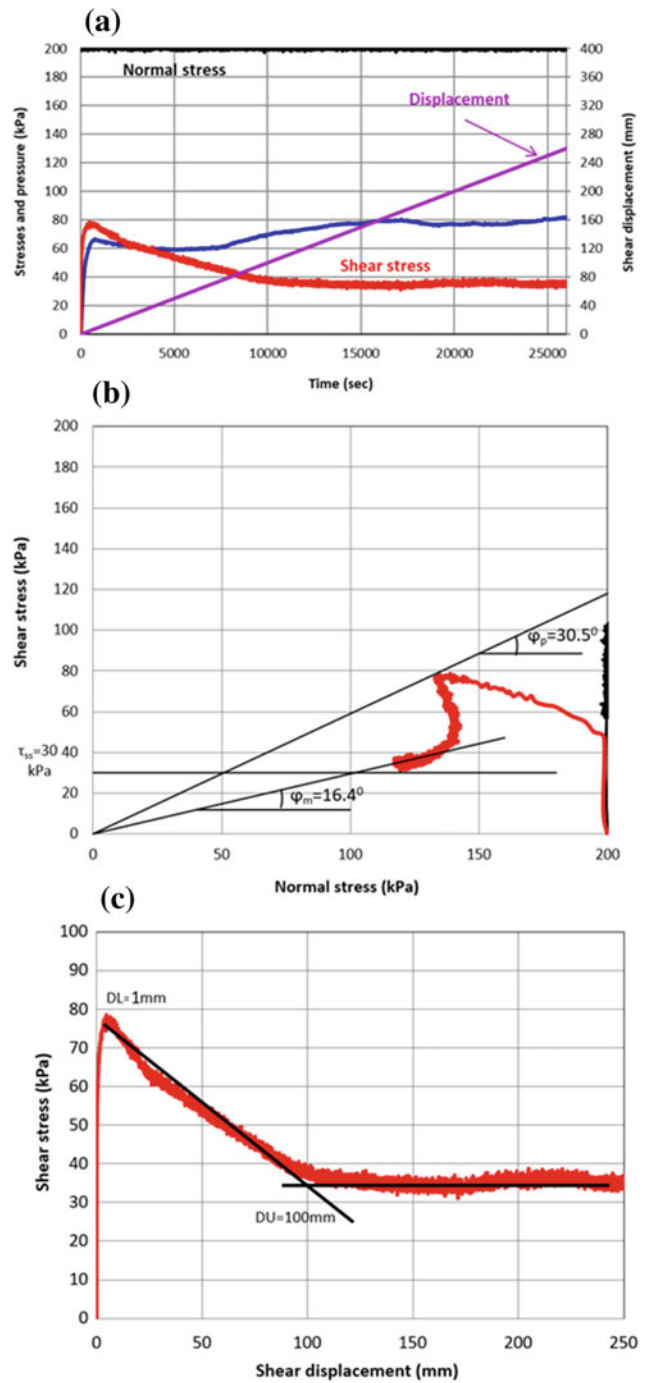 (a)
200
180
160
140
120
100
80
60
40
20
0
Stresses and pressure (kPa)
Normal stress
Displacement
Shear stress
400
360
320
280
240
200
160
120
80
40
0
Shear displacement (mm)
0 5000 10000 15000 20000 25000
Time (sec)
(b)
200
180
160
140
120
100
80
60
τss=30 40
kPa
20
0
Shear stress (kPa)
φp=30.5⁰
φm=16.4⁰
0 50 100 150 200
Normal stress (kPa)
(c)
100
90
80
70
60
50
40
30
20
10
0
Shear stress (kPa)
DL=1mm
DU=100mm
0 50 100 150 200 250
Shear displacement (mm)